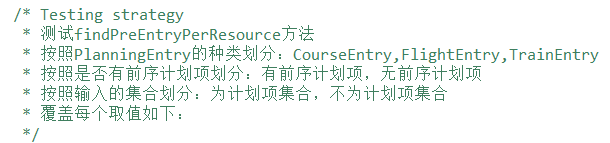 /* Testing strategy
* 测试findPreEntryPerResource方法
* 按照PlanningEntry的种类划分：CourseEntry,FlightEntry,TrainEntry
* 按照是否有前序计划项划分：有前序计划项，无前序计划项
* 按照输入的集合划分：为计划项集合，不为计划项集合
* 覆盖每个取值如下：
*/